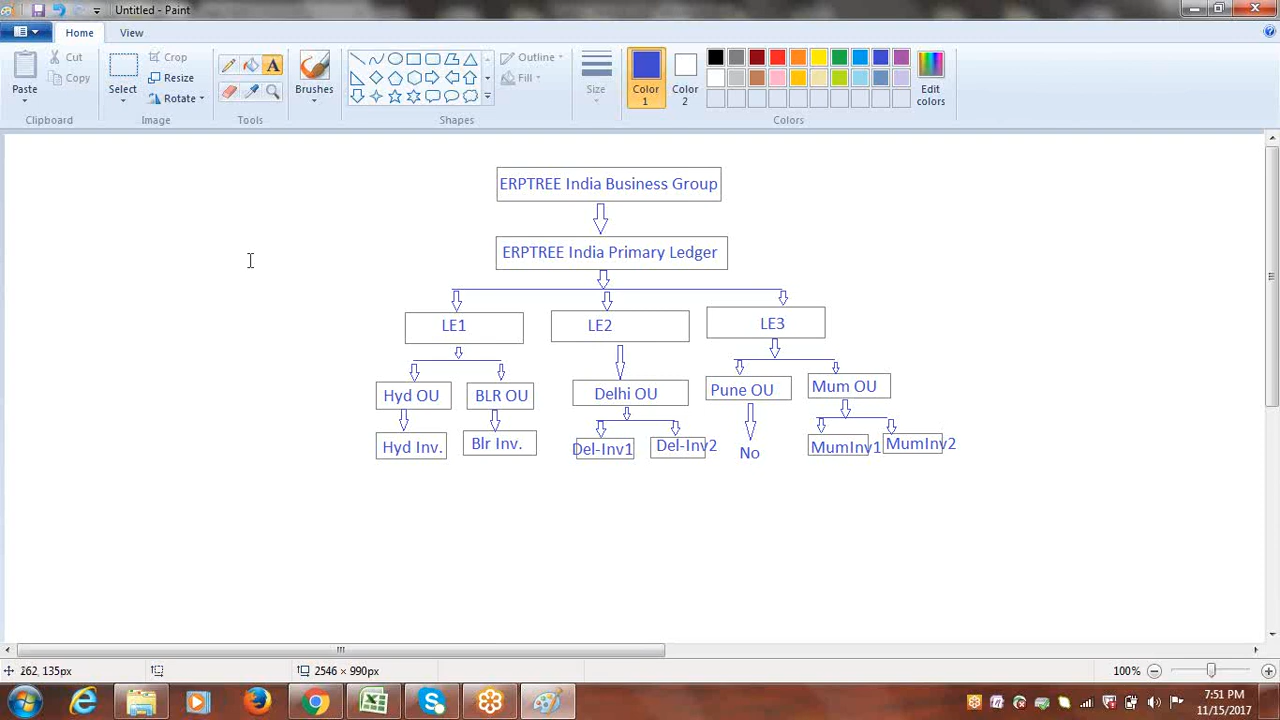 Untitled - Paint
Home
View
Paste
Cut
Copy
Clipboard
Select
Crop
Resize
Rotate
Image
A
Tools
Brushes
Outline
Fill
Shapes
Size
Color 1
Color 2
Edit colors
Colors
ERPTREE India Business Group
ERPTREE India Primary Ledger
LE1
LE2
LE3
Hyd OU
BLR OU
Delhi OU
Pune OU
Mum OU
Hyd Inv.
Blr Inv.
Del-Inv1
Del-Inv2
No
MumInv1
MumInv2
262, 135px
2546 × 990px
100%
7:51 PM
11/15/2017